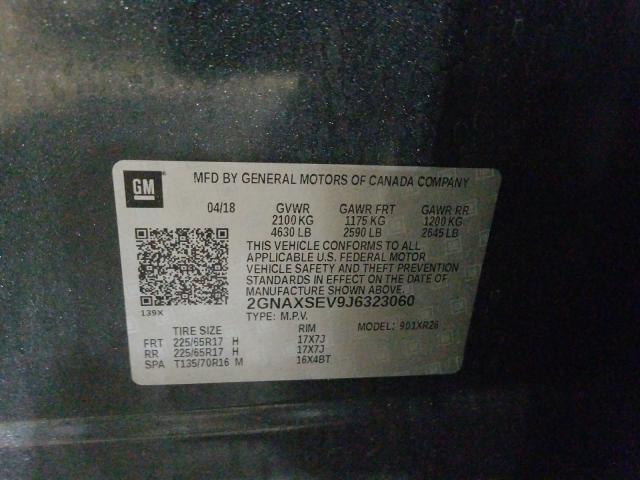 GM
MFD BY GENERAL MOTORS OF CANADA COMPANY
04/18 GVWR GAWR FRT GAWR RR
2100 KG 1175 KG 1200 KG
4630 LB 2590 LB 2645 LB
THIS VEHICLE CONFORMS TO ALL
APPLICABLE U.S. FEDERAL MOTOR
VEHICLE SAFETY AND THEFT PREVENTION
STANDARDS IN EFFECT ON THE DATE OF
MANUFACTURE SHOWN ABOVE.
2GNAXSEV9J6323060
139X TYPE: M.P.V. MODEL: 901XR26
TIRE SIZE RIM
FRT 225/65R17 H 17X7J
RR 225/65R17 H 17X7J
SPA T135/70R16 M 16X4BT